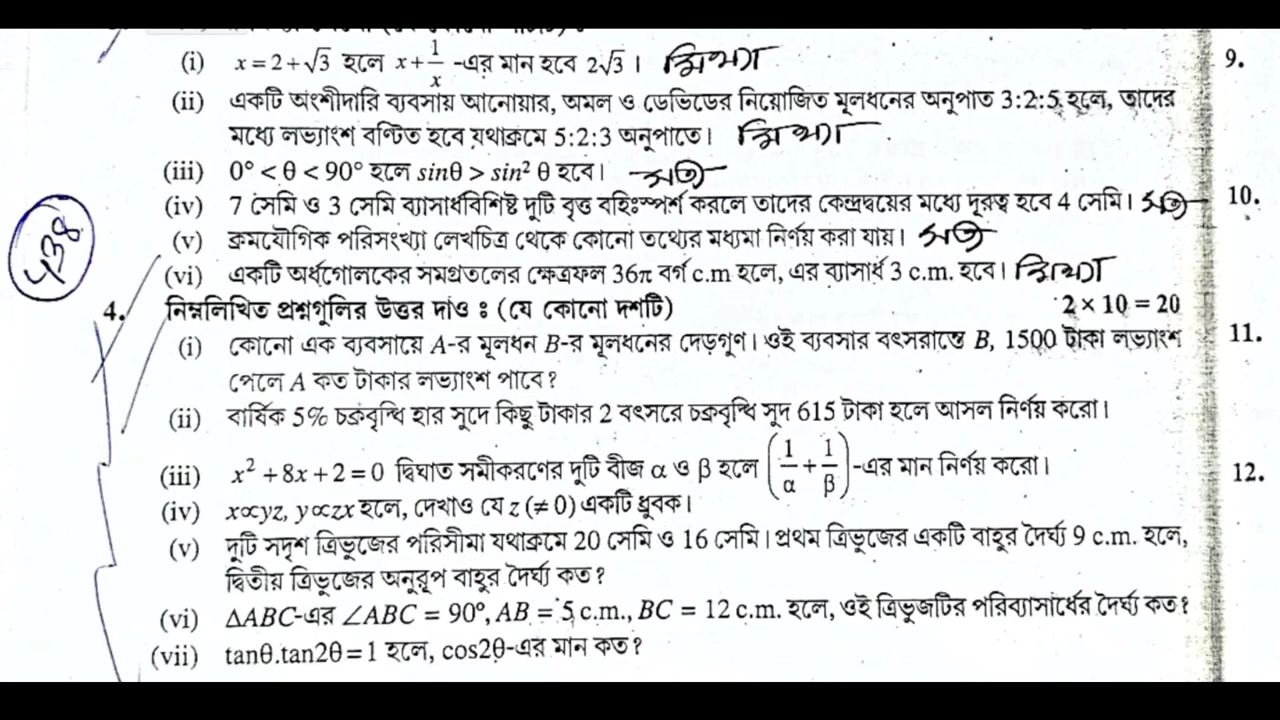 (i) x = 2 + √3 হলে x + 1/x -এর মান হবে 2√3 । মিথ্যা
9.
(ii) একটি অংশীদারি ব্যবসায় আনোয়ার, অমল ও ডেভিডের নিয়োজিত মূলধনের অনুপাত 3:2:5 হলে, তাদের
মধ্যে লভ্যাংশ বণ্টিত হবে যথাক্রমে 5:2:3 অনুপাতে। মিথ্যা
(iii) 0° < θ < 90° হলে sinθ > sin² θ হবে। সত্য
(iv) 7 সেমি ও 3 সেমি ব্যাসার্ধবিশিষ্ট দুটি বৃত্ত বহিঃস্পর্শ করলে তাদের কেন্দ্রদ্বয়ের মধ্যে দূরত্ব হবে 4 সেমি। সত্য
10.
438
(v) ক্রমযৌগিক পরিসংখ্যা লেখচিত্র থেকে কোনো তথ্যের মধ্যমা নির্ণয় করা যায়। সত্য
(vi) একটি অর্ধগোলকের সমগ্রতলের ক্ষেত্রফল 36π বর্গ c.m হলে, এর ব্যাসার্ধ 3 c.m. হবে। মিথ্যা
4. নিম্নলিখিত প্রশ্নগুলির উত্তর দাও : (যে কোনো দশটি) 2 × 10 = 20
(i) কোনো এক ব্যবসায়ে A-র মূলধন B-র মূলধনের দেড়গুণ। ওই ব্যবসার বৎসরান্তে B, 1500 টাকা লভ্যাংশ
11.
পেলে A কত টাকার লভ্যাংশ পাবে?
(ii) বার্ষিক 5% চক্রবৃদ্ধি হার সুদে কিছু টাকার 2 বৎসরে চক্রবৃদ্ধি সুদ 615 টাকা হলে আসল নির্ণয় করো।
(iii) x² + 8x + 2 = 0 দ্বিঘাত সমীকরণের দুটি বীজ α ও β হলে (1/α + 1/β) -এর মান নির্ণয় করো।
12.
(iv) x∝yz, y∝zx হলে, দেখাও যে z (≠ 0) একটি ধ্রুবক।
(v) দুটি সদৃশ ত্রিভুজের পরিসীমা যথাক্রমে 20 সেমি ও 16 সেমি। প্রথম ত্রিভুজের একটি বাহুর দৈর্ঘ্য 9 c.m. হলে,
দ্বিতীয় ত্রিভুজের অনুরূপ বাহুর দৈর্ঘ্য কত?
(vi) ΔABC-এর ∠ABC = 90°, AB = 5 c.m., BC = 12 c.m. হলে, ওই ত্রিভুজটির পরিব্যাসার্ধের দৈর্ঘ্য কত?
(vii) tanθ.tan2θ = 1 হলে, cos2θ-এর মান কত?